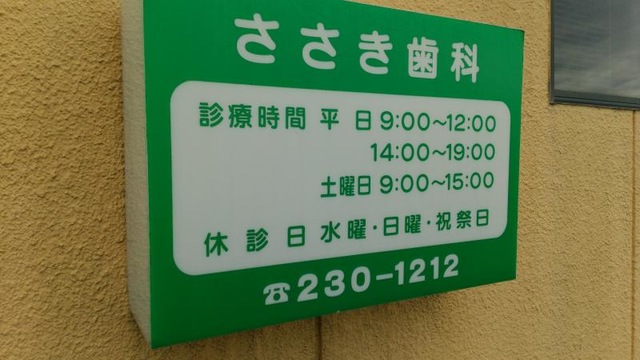 ささき歯科
診療時間 平 日 9:00～12:00
14:00～19:00
土曜日 9:00～15:00
休 診 日 水曜・日曜・祝祭日
☎230-1212